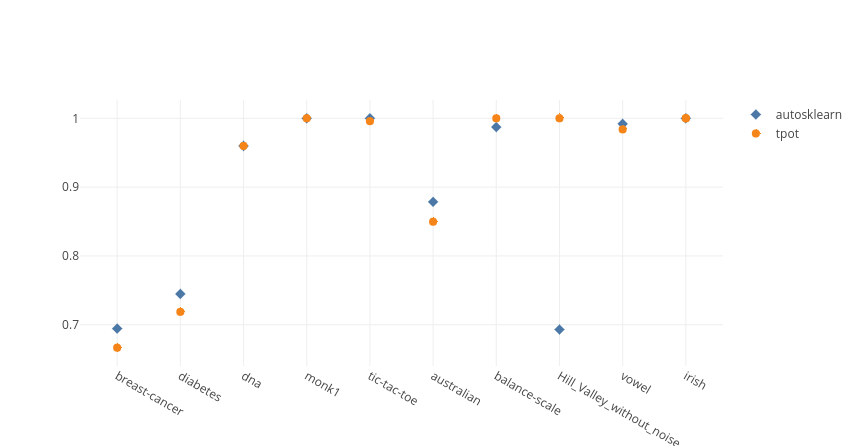 autosklearn
tpot
1
0.9
0.8
0.7
breast-cancer
diabetes
dna
monk1
tic-tac-toe
australian
balance-scale
Hill_Valley_without_noise
vowel
irish